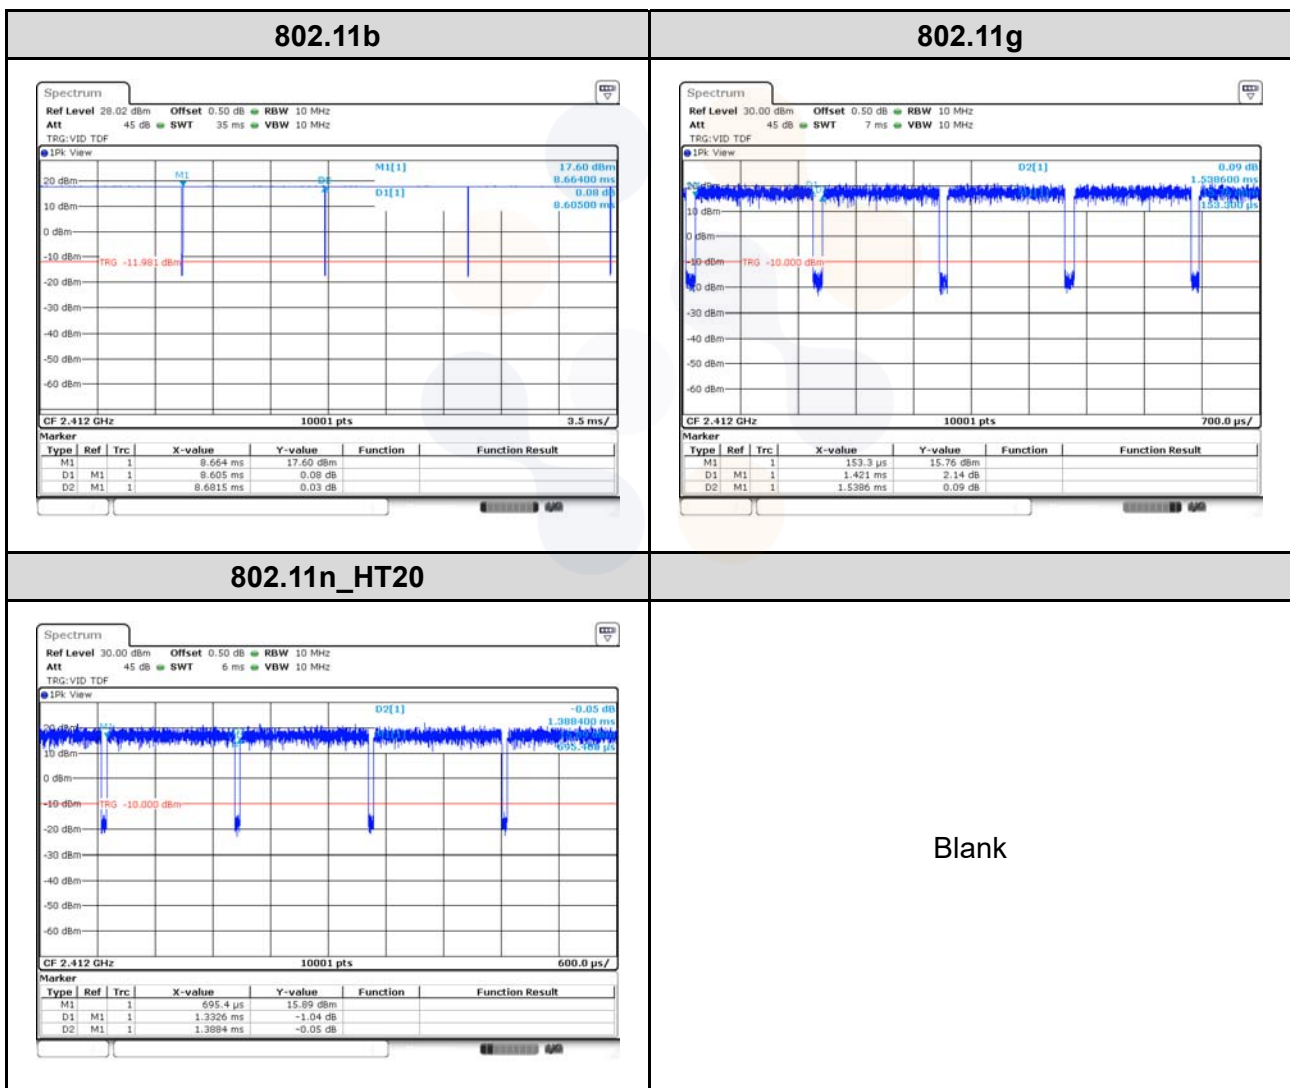 802.11b
802.11g
Spectrum
Ref Level 28.02 dBm Offset 0.50 dB RBW 10 MHz
Att 45 dB SWT 35 ms VBW 10 MHz
TRG:VID TDF
1Pk View
M1[1] 17.60 dBm
8.66400 ms
D1[1] 0.08 dB
8.60500 ms
M1
20 dBm
10 dBm
0 dBm
-10 dBm
TRG -11.981 dBm
-20 dBm
-30 dBm
-40 dBm
-50 dBm
-60 dBm
CF 2.412 GHz 10001 pts 3.5 ms/
Marker
Type Ref Trc X-value Y-value Function Function Result
M1 1 8.664 ms 17.60 dBm
D1 M1 1 8.605 ms 0.08 dB
D2 M1 1 8.6815 ms 0.03 dB
Spectrum
Ref Level 30.00 dBm Offset 0.50 dB RBW 10 MHz
Att 45 dB SWT 7 ms VBW 10 MHz
TRG:VID TDF
1Pk View
D2[1] 0.09 dB
1.538600 ms
153.300 µs
10 dBm
0 dBm
-10 dBm
TRG -10.000 dBm
-30 dBm
-40 dBm
-50 dBm
-60 dBm
CF 2.412 GHz 10001 pts 700.0 µs/
Marker
Type Ref Trc X-value Y-value Function Function Result
M1 1 153.3 µs 15.76 dBm
D1 M1 1 1.421 ms 2.14 dB
D2 M1 1 1.5386 ms 0.09 dB
802.11n_HT20
Spectrum
Ref Level 30.00 dBm Offset 0.50 dB RBW 10 MHz
Att 45 dB SWT 6 ms VBW 10 MHz
TRG:VID TDF
1Pk View
D2[1] -0.05 dB
1.388400 ms
695.400 µs
20 dBm
10 dBm
0 dBm
-10 dBm
TRG -10.000 dBm
-20 dBm
-30 dBm
-40 dBm
-50 dBm
-60 dBm
CF 2.412 GHz 10001 pts 600.0 µs/
Marker
Type Ref Trc X-value Y-value Function Function Result
M1 1 695.4 µs 15.89 dBm
D1 M1 1 1.3326 ms -1.04 dB
D2 M1 1 1.3884 ms -0.05 dB
Blank